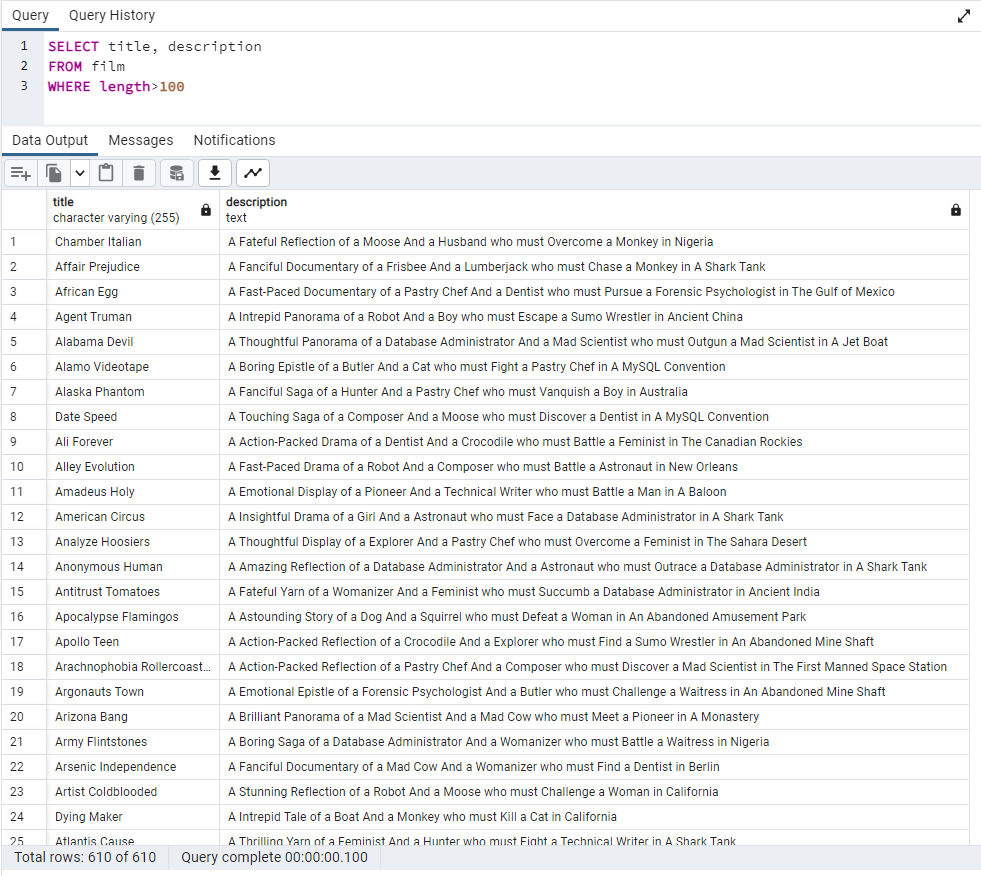 Query Query History
1 SELECT title, description
2 FROM film
3 WHERE length>100
Data Output Messages Notifications
title description
character varying (255) text
1 Chamber Italian A Fateful Reflection of a Moose And a Husband who must Overcome a Monkey in Nigeria
2 Affair Prejudice A Fanciful Documentary of a Frisbee And a Lumberjack who must Chase a Monkey in A Shark Tank
3 African Egg A Fast-Paced Documentary of a Pastry Chef And a Dentist who must Pursue a Forensic Psychologist in The Gulf of Mexico
4 Agent Truman A Intrepid Panorama of a Robot And a Boy who must Escape a Sumo Wrestler in Ancient China
5 Alabama Devil A Thoughtful Panorama of a Database Administrator And a Mad Scientist who must Outgun a Mad Scientist in A Jet Boat
6 Alamo Videotape A Boring Epistle of a Butler And a Cat who must Fight a Pastry Chef in A MySQL Convention
7 Alaska Phantom A Fanciful Saga of a Hunter And a Pastry Chef who must Vanquish a Boy in Australia
8 Date Speed A Touching Saga of a Composer And a Moose who must Discover a Dentist in A MySQL Convention
9 Ali Forever A Action-Packed Drama of a Dentist And a Crocodile who must Battle a Feminist in The Canadian Rockies
10 Alley Evolution A Fast-Paced Drama of a Robot And a Composer who must Battle a Astronaut in New Orleans
11 Amadeus Holy A Emotional Display of a Pioneer And a Technical Writer who must Battle a Man in A Baloon
12 American Circus A Insightful Drama of a Girl And a Astronaut who must Face a Database Administrator in A Shark Tank
13 Analyze Hoosiers A Thoughtful Display of a Explorer And a Pastry Chef who must Overcome a Feminist in The Sahara Desert
14 Anonymous Human A Amazing Reflection of a Database Administrator And a Astronaut who must Outrace a Database Administrator in A Shark Tank
15 Antitrust Tomatoes A Fateful Yarn of a Womanizer And a Feminist who must Succumb a Database Administrator in Ancient India
16 Apocalypse Flamingos A Astounding Story of a Dog And a Squirrel who must Defeat a Woman in An Abandoned Amusement Park
17 Apollo Teen A Action-Packed Reflection of a Crocodile And a Explorer who must Find a Sumo Wrestler in An Abandoned Mine Shaft
18 Arachnophobia Rollercoast... A Action-Packed Reflection of a Pastry Chef And a Composer who must Discover a Mad Scientist in The First Manned Space Station
19 Argonauts Town A Emotional Epistle of a Forensic Psychologist And a Butler who must Challenge a Waitress in An Abandoned Mine Shaft
20 Arizona Bang A Brilliant Panorama of a Mad Scientist And a Mad Cow who must Meet a Pioneer in A Monastery
21 Army Flintstones A Boring Saga of a Database Administrator And a Womanizer who must Battle a Waitress in Nigeria
22 Arsenic Independence A Fanciful Documentary of a Mad Cow And a Womanizer who must Find a Dentist in Berlin
23 Artist Coldblooded A Stunning Reflection of a Robot And a Moose who must Challenge a Woman in California
24 Dying Maker A Intrepid Tale of a Boat And a Monkey who must Kill a Cat in California
25 Atlantis Cause A Thrilling Yarn of a Feminist And a Hunter who must Fight a Technical Writer in A Shark Tank
Total rows: 610 of 610 Query complete 00:00:00.100